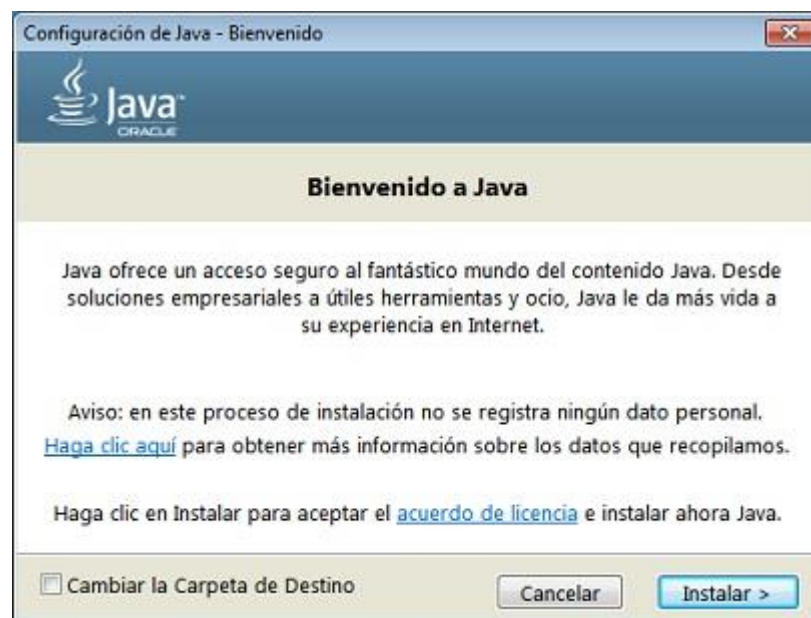 Configuración de Java - Bienvenido
Java™
ORACLE
Bienvenido a Java
Java ofrece un acceso seguro al fantástico mundo del contenido Java. Desde
soluciones empresariales a útiles herramientas y ocio, Java le da más vida a
su experiencia en Internet.
Aviso: en este proceso de instalación no se registra ningún dato personal.
Haga clic aquí para obtener más información sobre los datos que recopilamos.
Haga clic en Instalar para aceptar el acuerdo de licencia e instalar ahora Java.
Cambiar la Carpeta de Destino
Cancelar
Instalar >